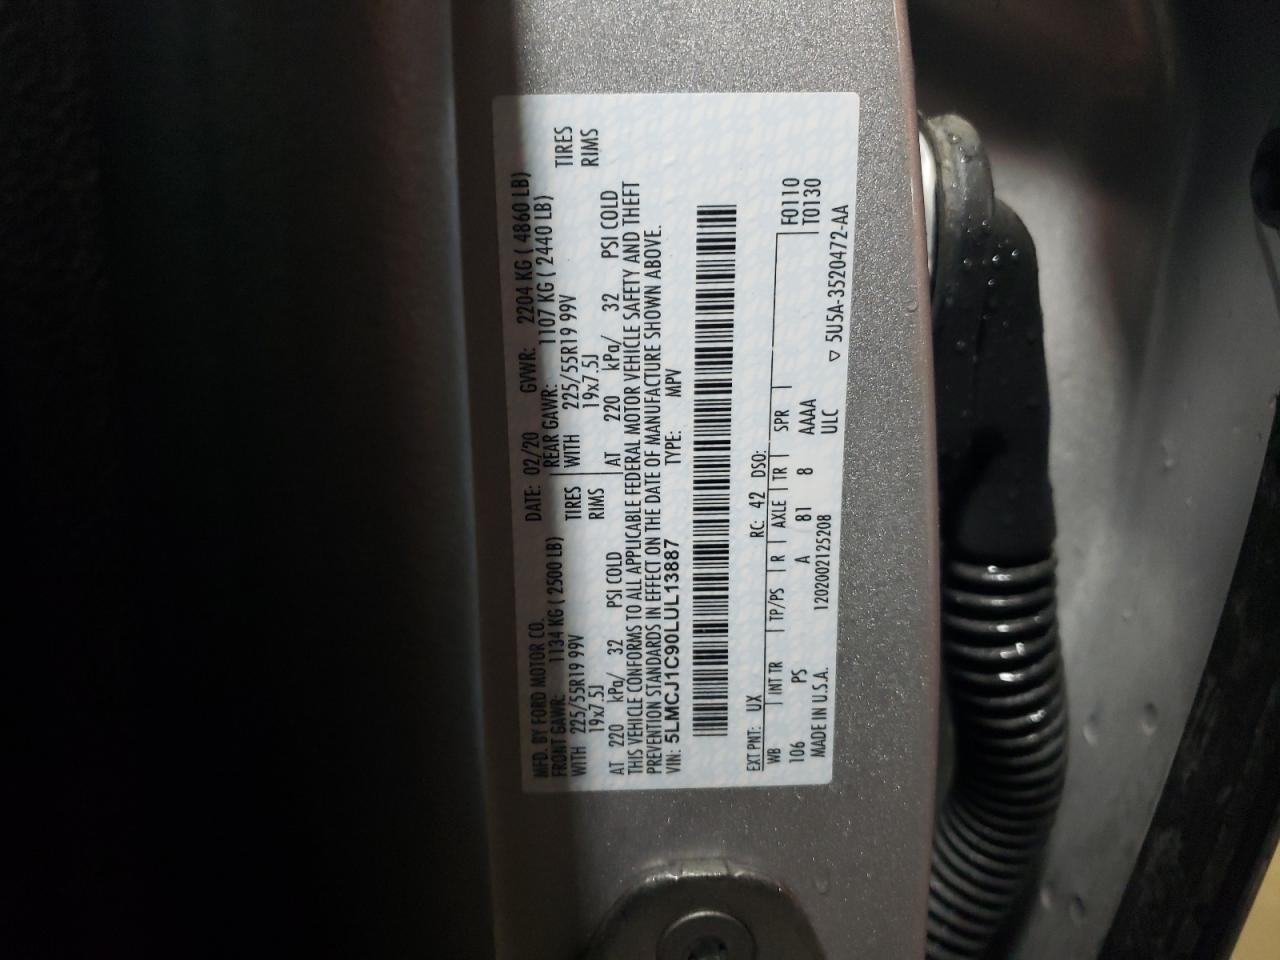 MFD. BY FORD MOTOR CO. DATE: 02/20 GVWR: 2204 KG ( 4860 LB)
FRONT GAWR: 1134 KG ( 2500 LB) REAR GAWR: 1107 KG ( 2440 LB)
WITH 225/55R19 99V TIRES WITH 225/55R19 99V TIRES
19x7.5J RIMS 19x7.5J RIMS
AT 220 kPa/ 32 PSI COLD AT 220 kPa/ 32 PSI COLD
THIS VEHICLE CONFORMS TO ALL APPLICABLE FEDERAL MOTOR VEHICLE SAFETY AND THEFT
PREVENTION STANDARDS IN EFFECT ON THE DATE OF MANUFACTURE SHOWN ABOVE.
VIN: 5LMCJ1C90LUL13887 TYPE: MPV
EXT PNT: UX RC: 42 DSO:
WB INT TR TP/PS R AXLE TR SPR F0110
106 PS A 81 8 AAAA T0130
MADE IN U.S.A. 1202002125208 ULC
▽ 5U5A-3520472-AA